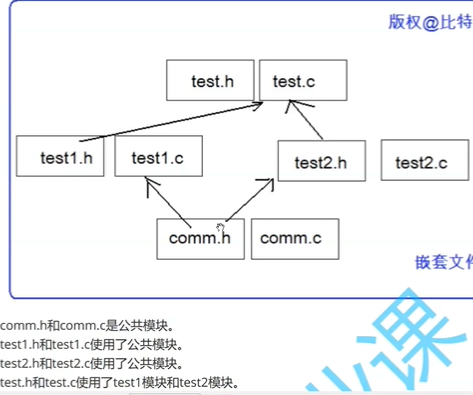 版权@比特
test.h test.c
test1.h test1.c test2.h test2.c
comm.h comm.c
嵌套文件
comm.h和comm.c是公共模块。
test1.h和test1.c使用了公共模块。
test2.h和test2.c使用了公共模块。
test.h和test.c使用了test1模块和test2模块。
业课